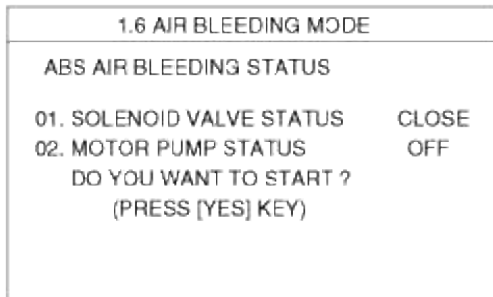 1.6 AIR BLEEDING MODE
ABS AIR BLEEDING STATUS
01. SOLENOID VALVE STATUS CLOSE
02. MOTOR PUMP STATUS OFF
DO YOU WANT TO START ?
(PRESS [YES] KEY)